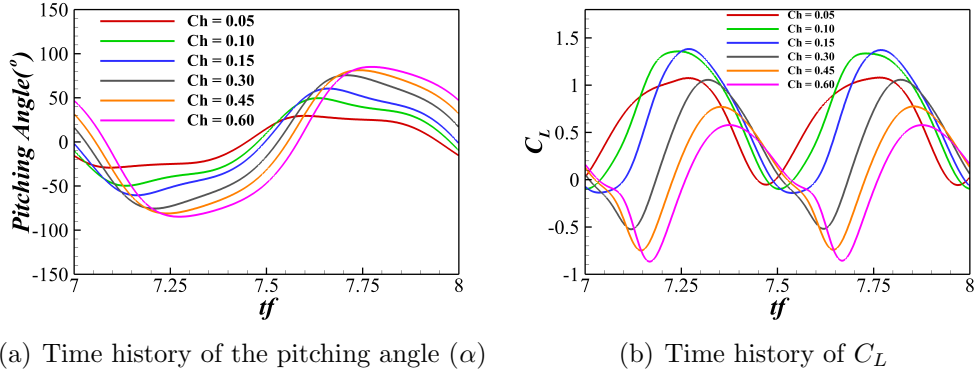 150
100
50
0
-50
-100
-150
Pitching Angle(°)
Ch = 0.05
Ch = 0.10
Ch = 0.15
Ch = 0.30
Ch = 0.45
Ch = 0.60
7 7.25 7.5 7.75 8
tf
1.5
1
0.5
0
-0.5
-1
C_L
Ch = 0.05
Ch = 0.10
Ch = 0.15
Ch = 0.30
Ch = 0.45
Ch = 0.60
7 7.25 7.5 7.75 8
tf
a) Time history of the pitching angle (α)
(b) Time history of C_L